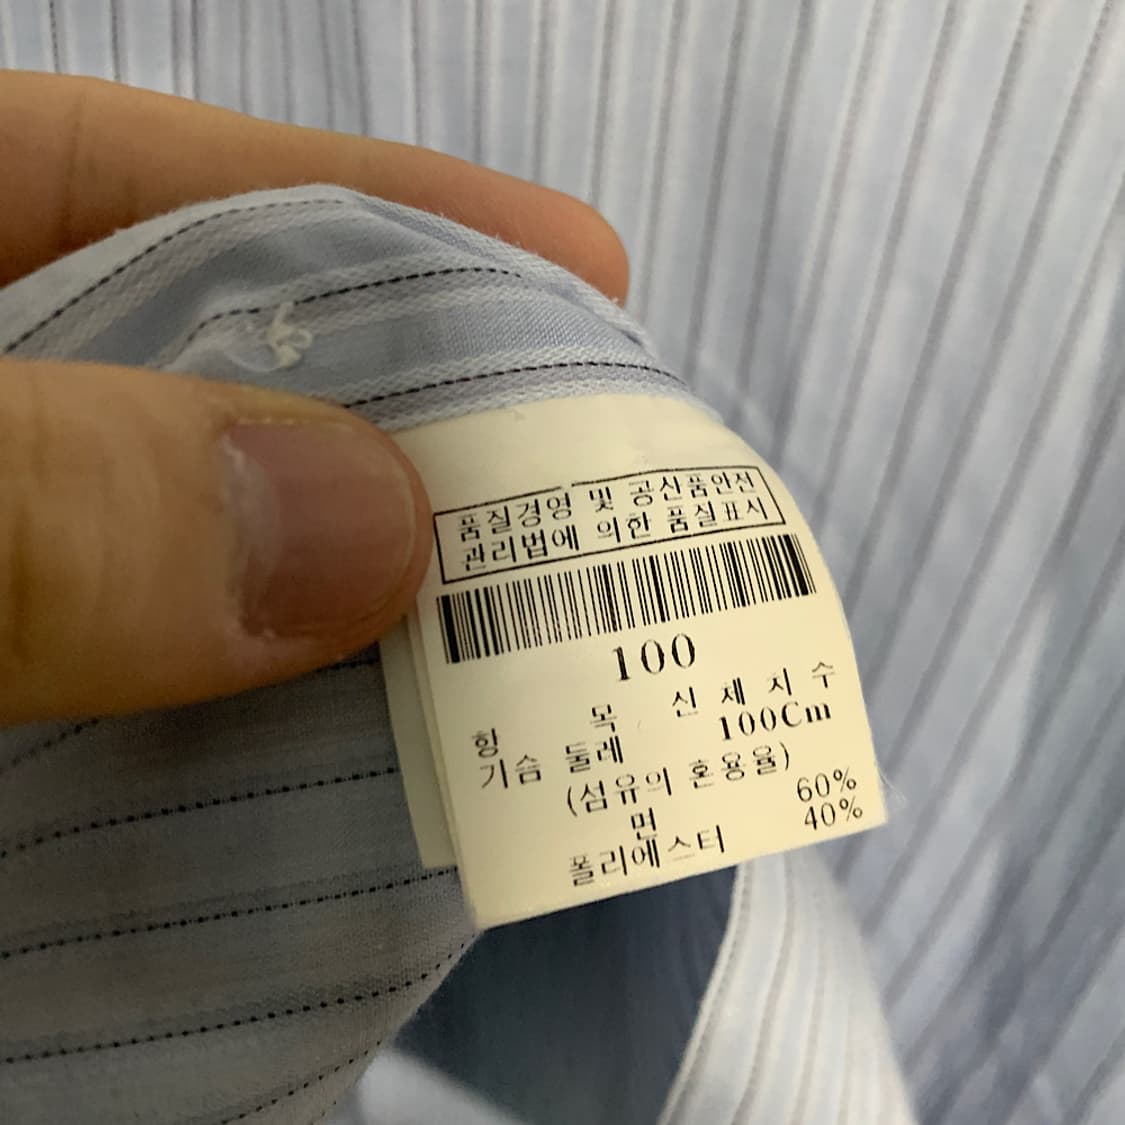 품질경영 및 공산품안전
관리법에 의한 품질표시
100
항 목 신 체 치 수
가슴 둘레 100Cm
(섬유의 혼용율)
면 60%
폴리에스터 40%